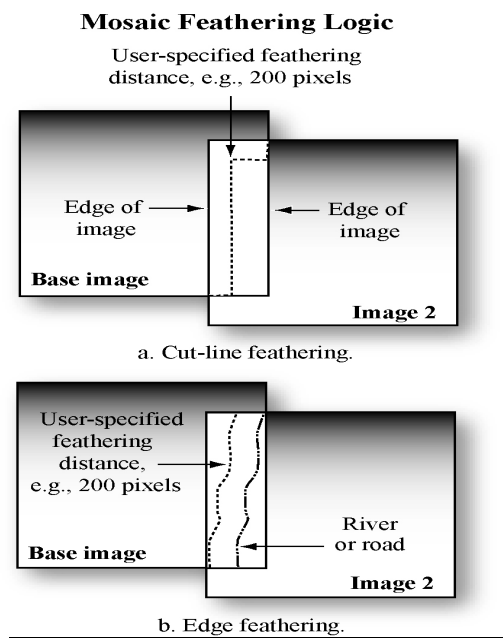 Mosaic Feathering Logic
User-specified feathering
distance, e.g., 200 pixels
Edge of
image
Edge of
image
Base image
Image 2
a. Cut-line feathering.
User-specified
feathering
distance,
e.g., 200 pixels
River
or road
Base image
Image 2
b. Edge feathering.